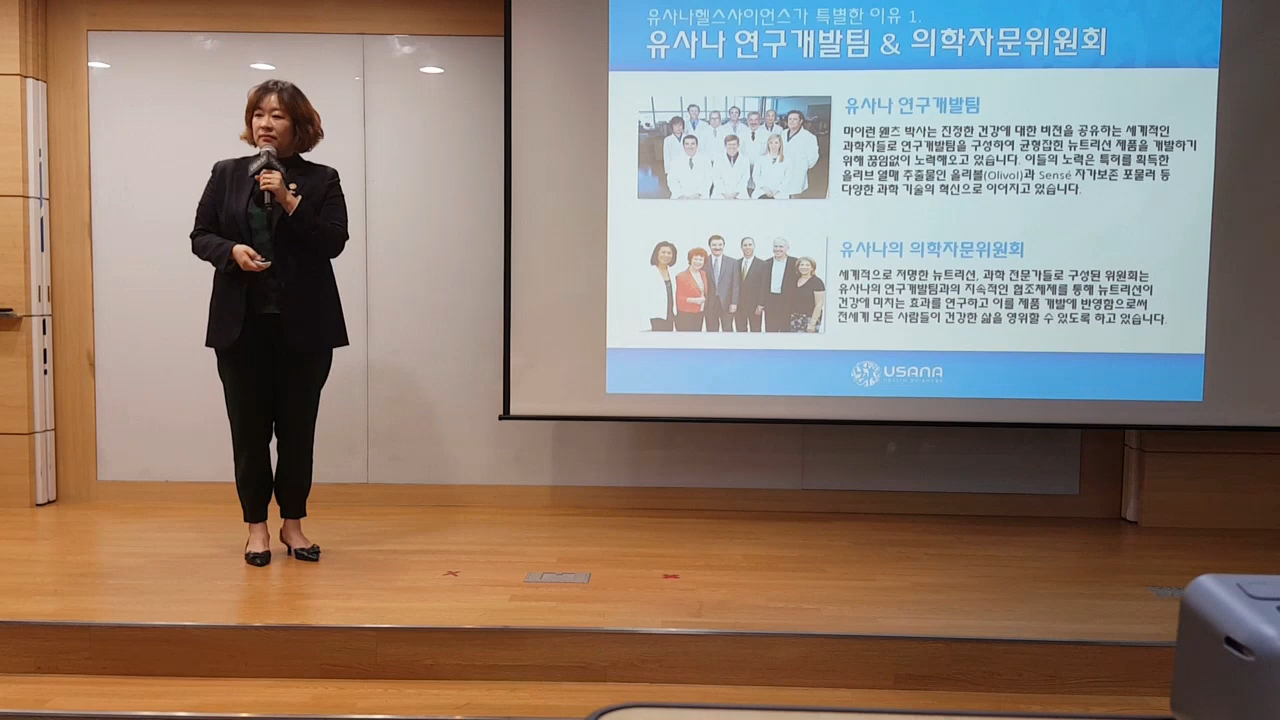 유사나헬스사이언스가 특별한 이유 1.
유사나 연구개발팀 & 의학자문위원회
유사나 연구개발팀
마이런 웬츠 박사는 진정한 건강에 대한 비전을 공유하는 세계적인
과학자들로 연구개발팀을 구성하여 균형잡힌 뉴트리션 제품을 개발하기
위해 끊임없이 노력해오고 있습니다. 이들의 노력은 특허를 획득한
올리브 열매 추출물인 올리볼(Olivol)과 Sensé 자가보존 포뮬러 등
다양한 과학 기술의 혁신으로 이어지고 있습니다.
유사나의 의학자문위원회
세계적으로 저명한 뉴트리션, 과학 전문가들로 구성된 위원회는
유사나의 연구개발팀과의 지속적인 협조체제를 통해 뉴트리션이
건강에 미치는 효과를 연구하고 이를 제품 개발에 반영함으로써
전세계 모든 사람들이 건강한 삶을 영위할 수 있도록 하고 있습니다.
USANA
HEALTH SCIENCES